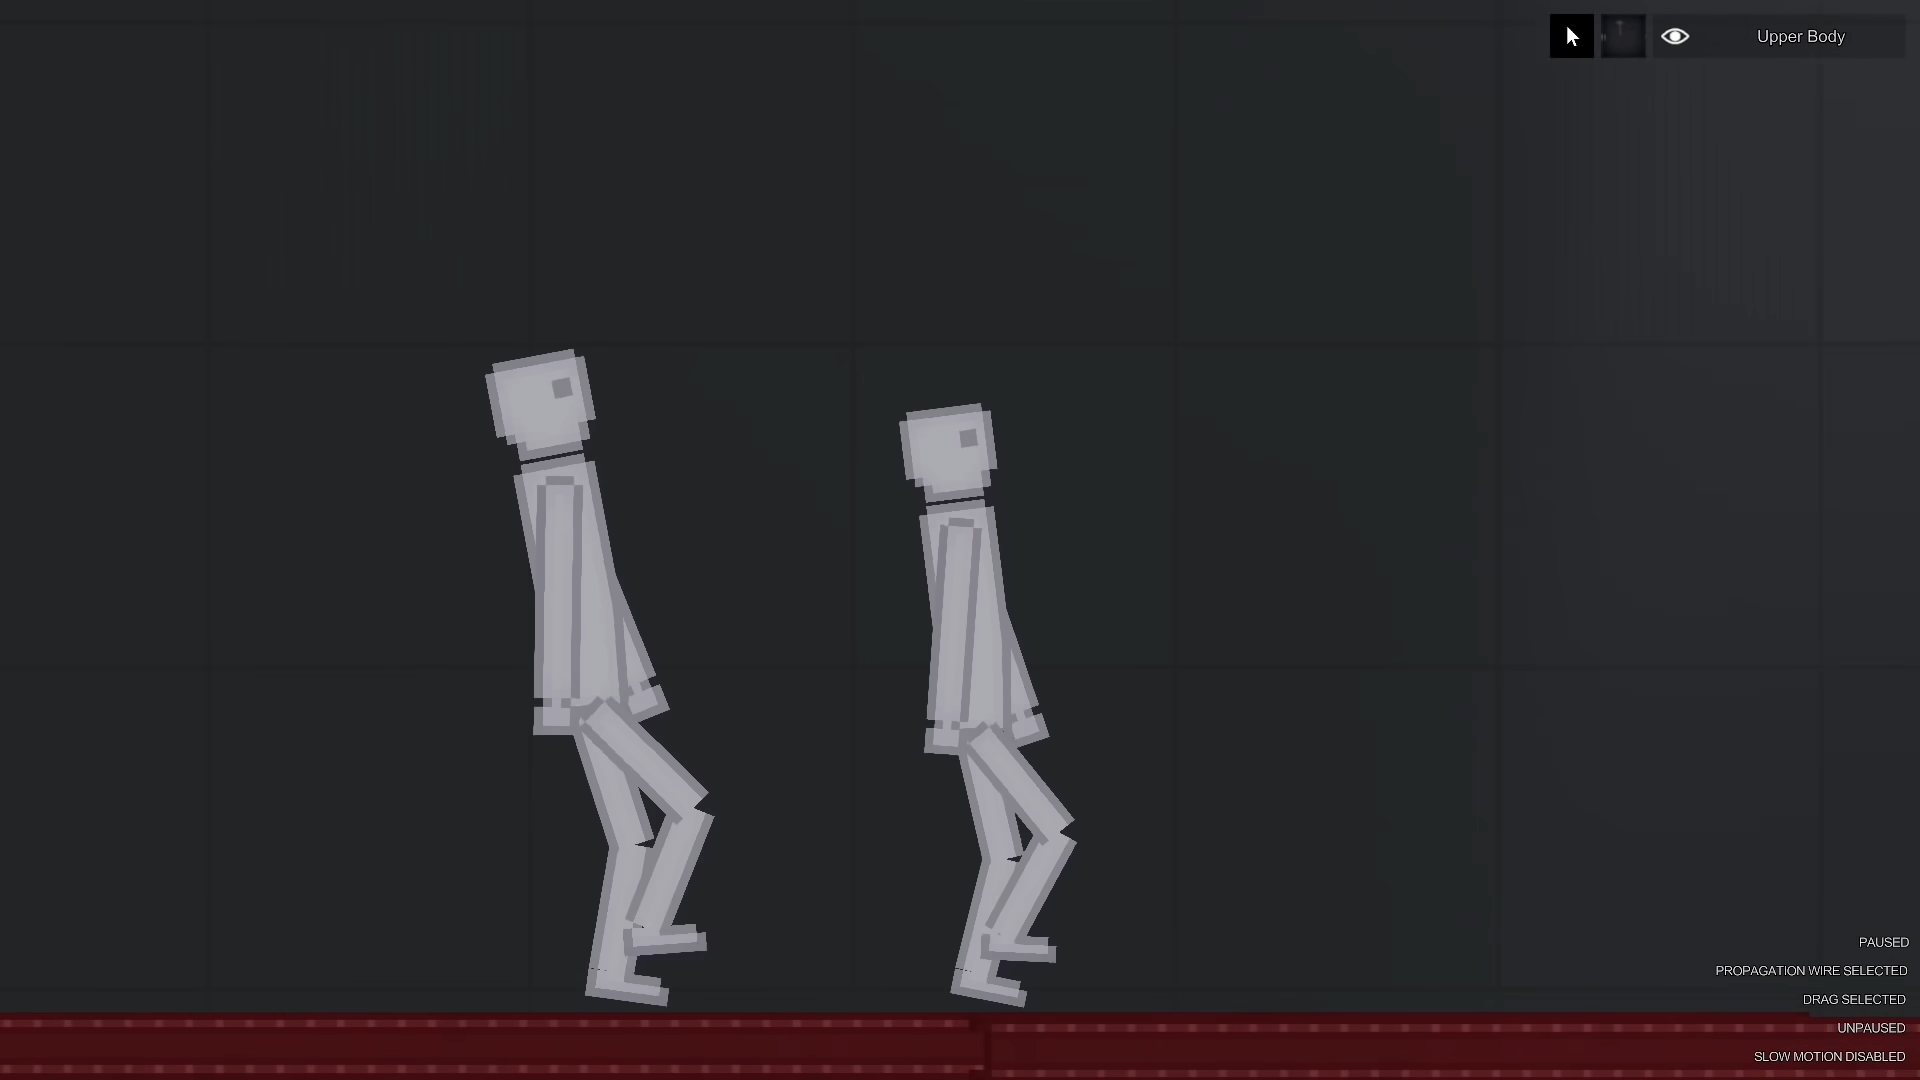 Upper Body
PAUSED
PROPAGATION WIRE SELECTED
DRAG SELECTED
UNPAUSED
SLOW MOTION DISABLED